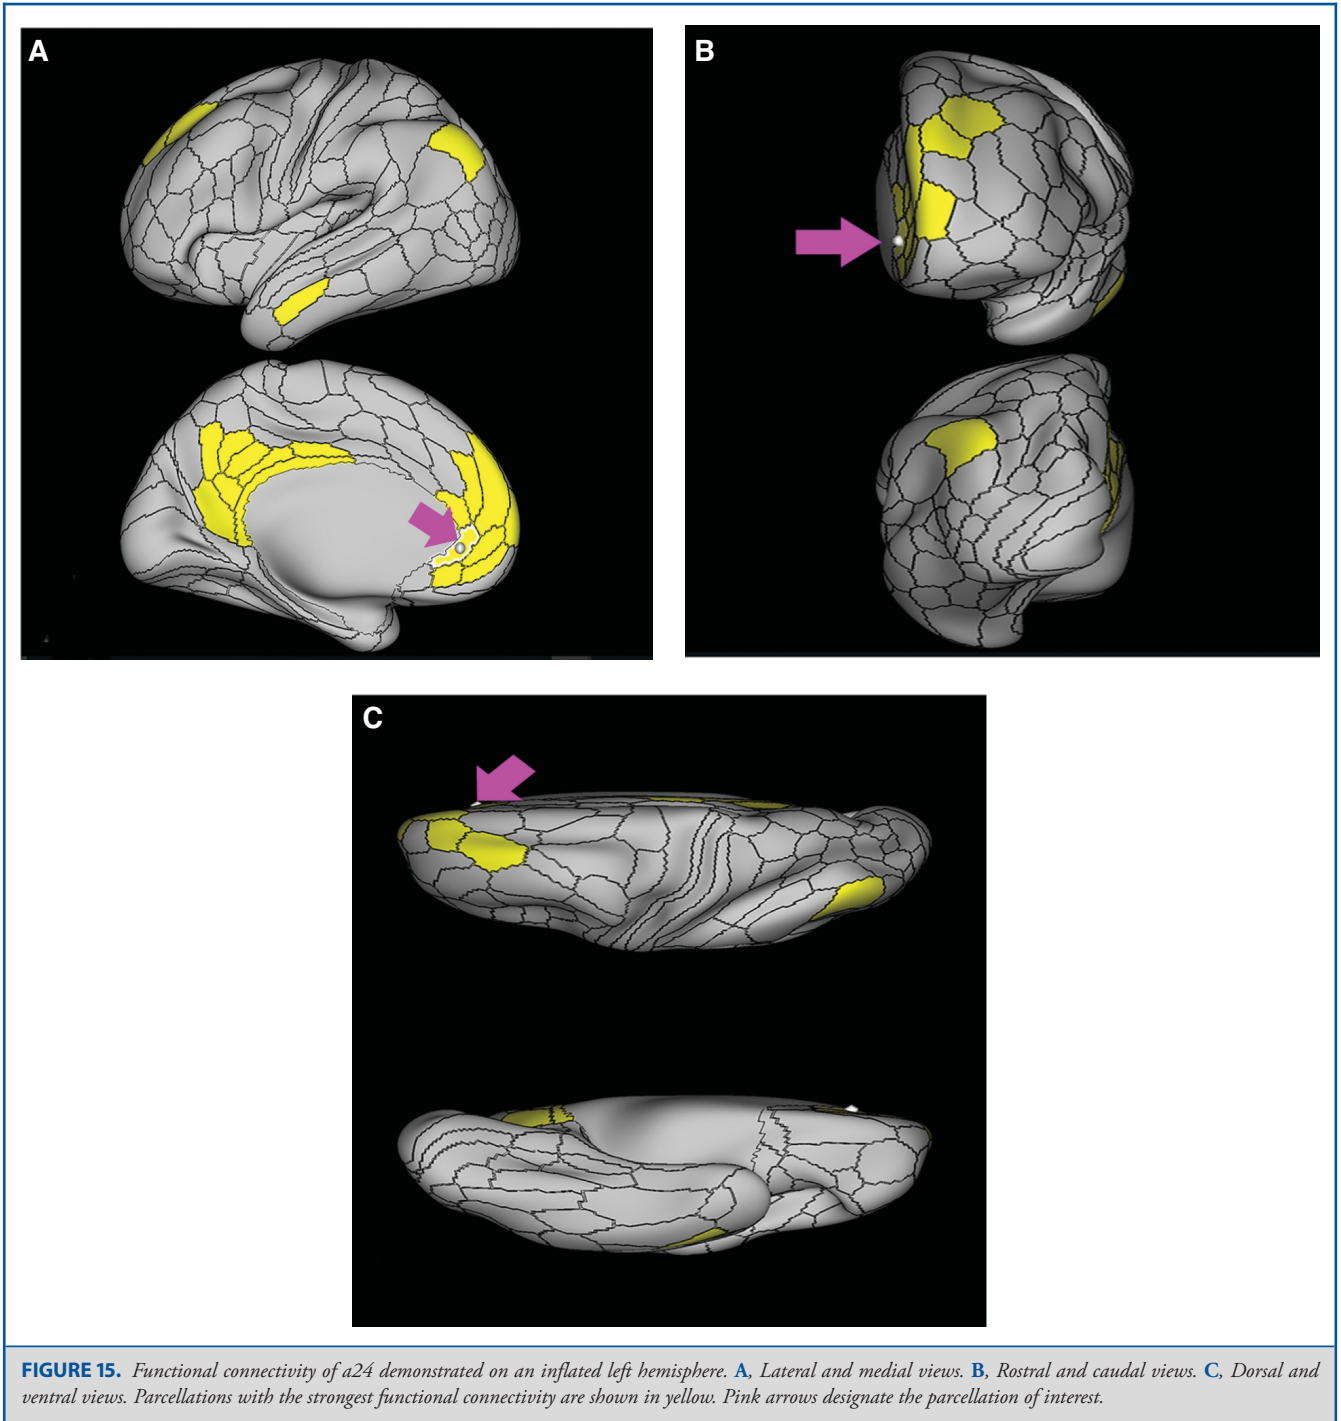 A
B
C
FIGURE 15. Functional connectivity of a24 demonstrated on an inflated left hemisphere. A, Lateral and medial views. B, Rostral and caudal views. C, Dorsal and
ventral views. Parcellations with the strongest functional connectivity are shown in yellow. Pink arrows designate the parcellation of interest.